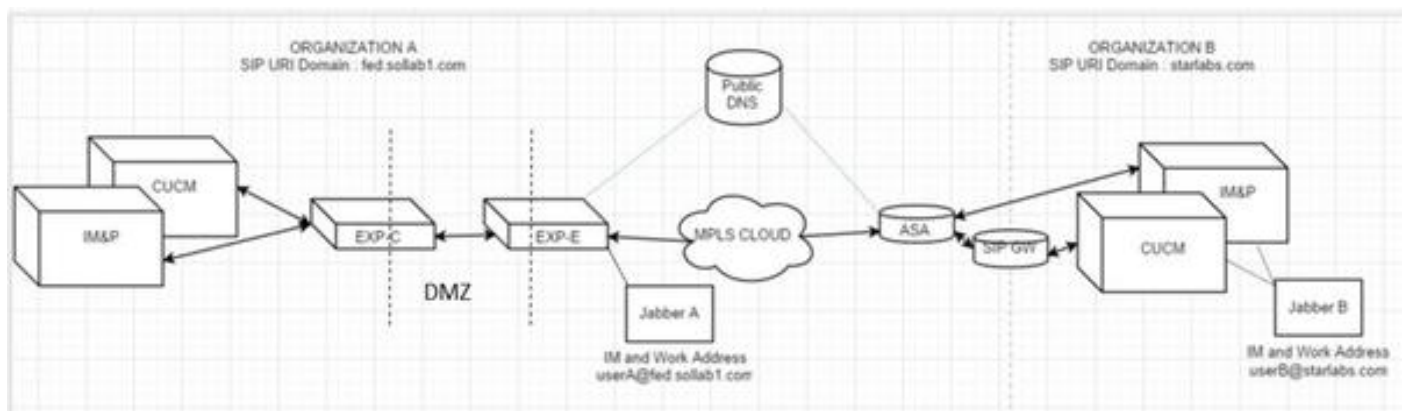 ORGANIZATION A
SIP URI Domain : fed.sollab1.com
ORGANIZATION B
SIP URI Domain : starlabs.com
Public
DNS
CUCM
IM&P
EXP-C
EXP-E
DMZ
MPLS CLOUD
ASA
SIP GW
IM&P
CUCM
Jabber A
IM and Work Address
userA@fed.sollab1.com
Jabber B
IM and Work Address
userB@starlabs.com